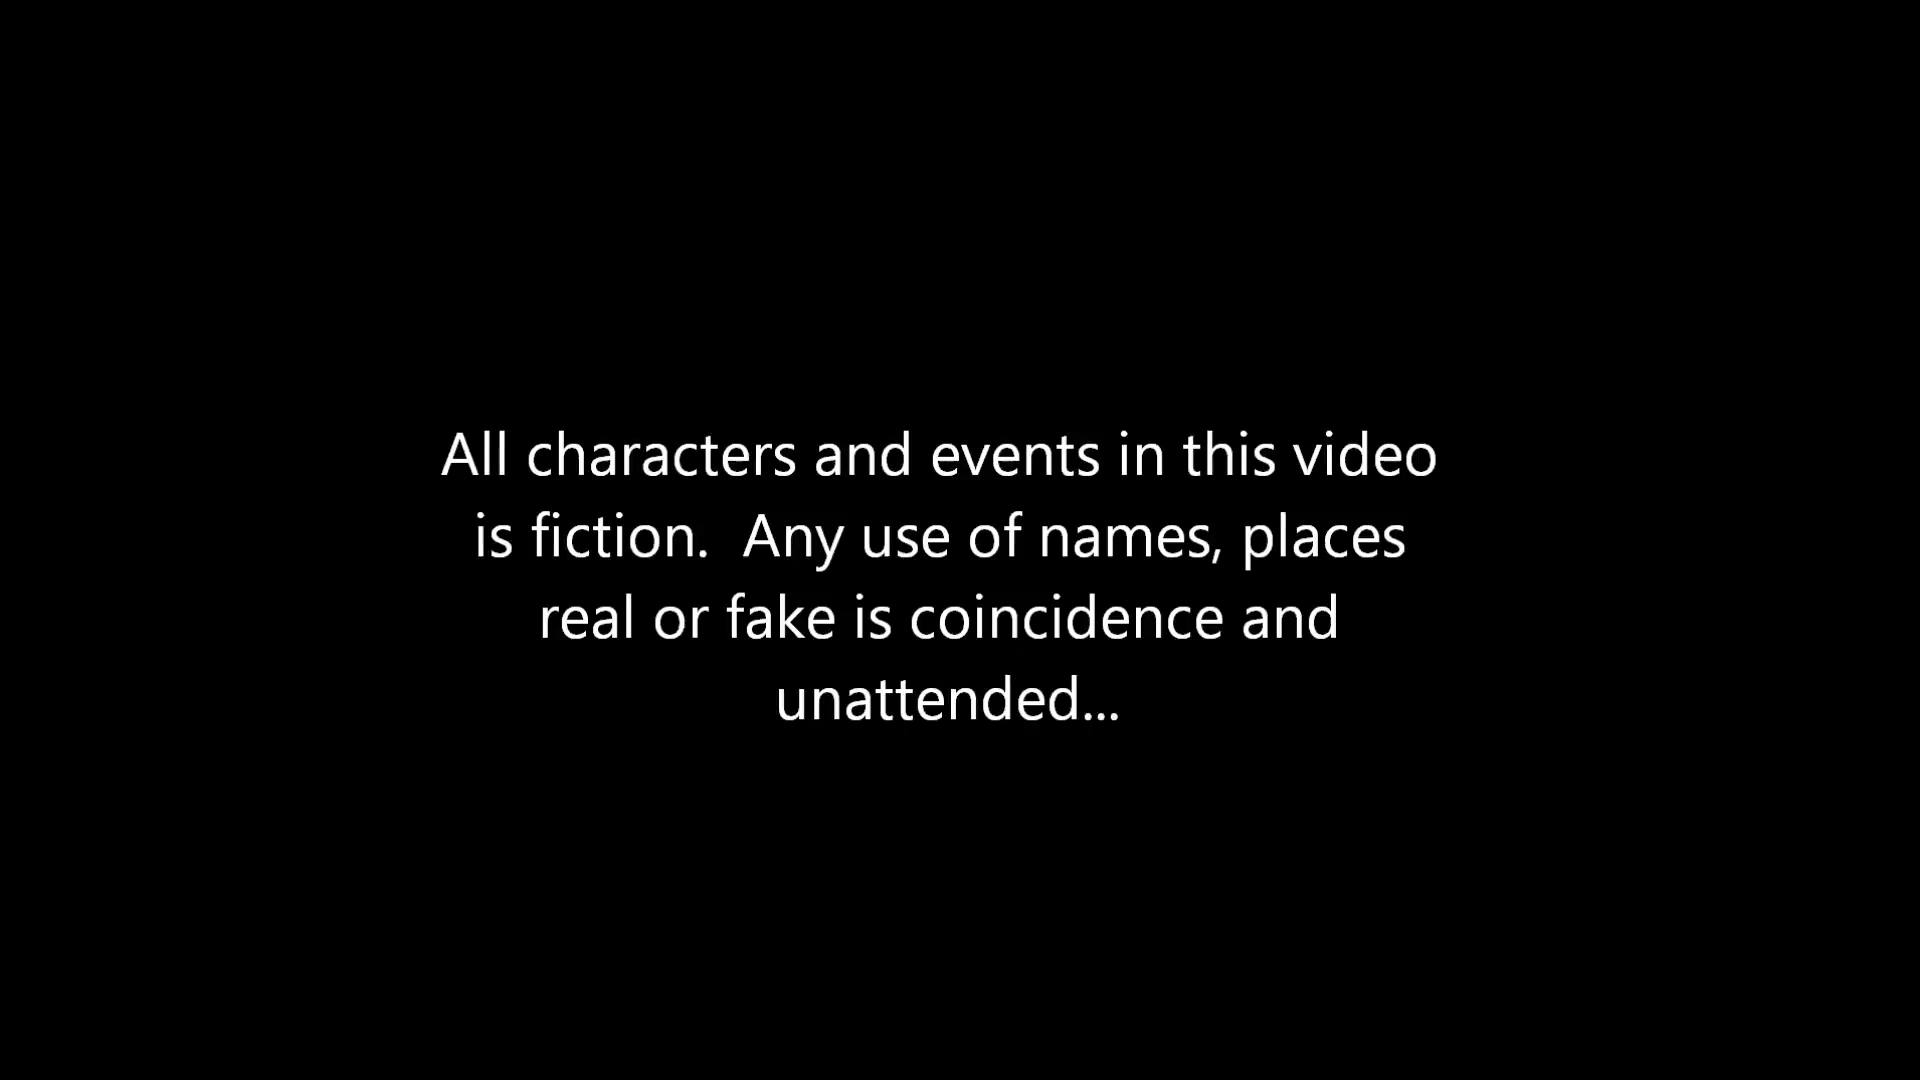 All characters and events in this video
is fiction.  Any use of names, places
real or fake is coincidence and
unattended...